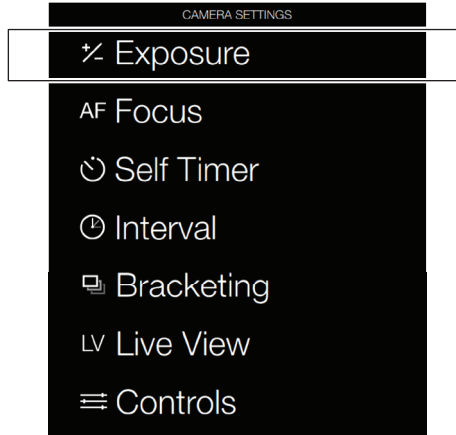 CAMERA SETTINGS
+/- Exposure
AF Focus
Self Timer
Interval
Bracketing
LV Live View
Controls